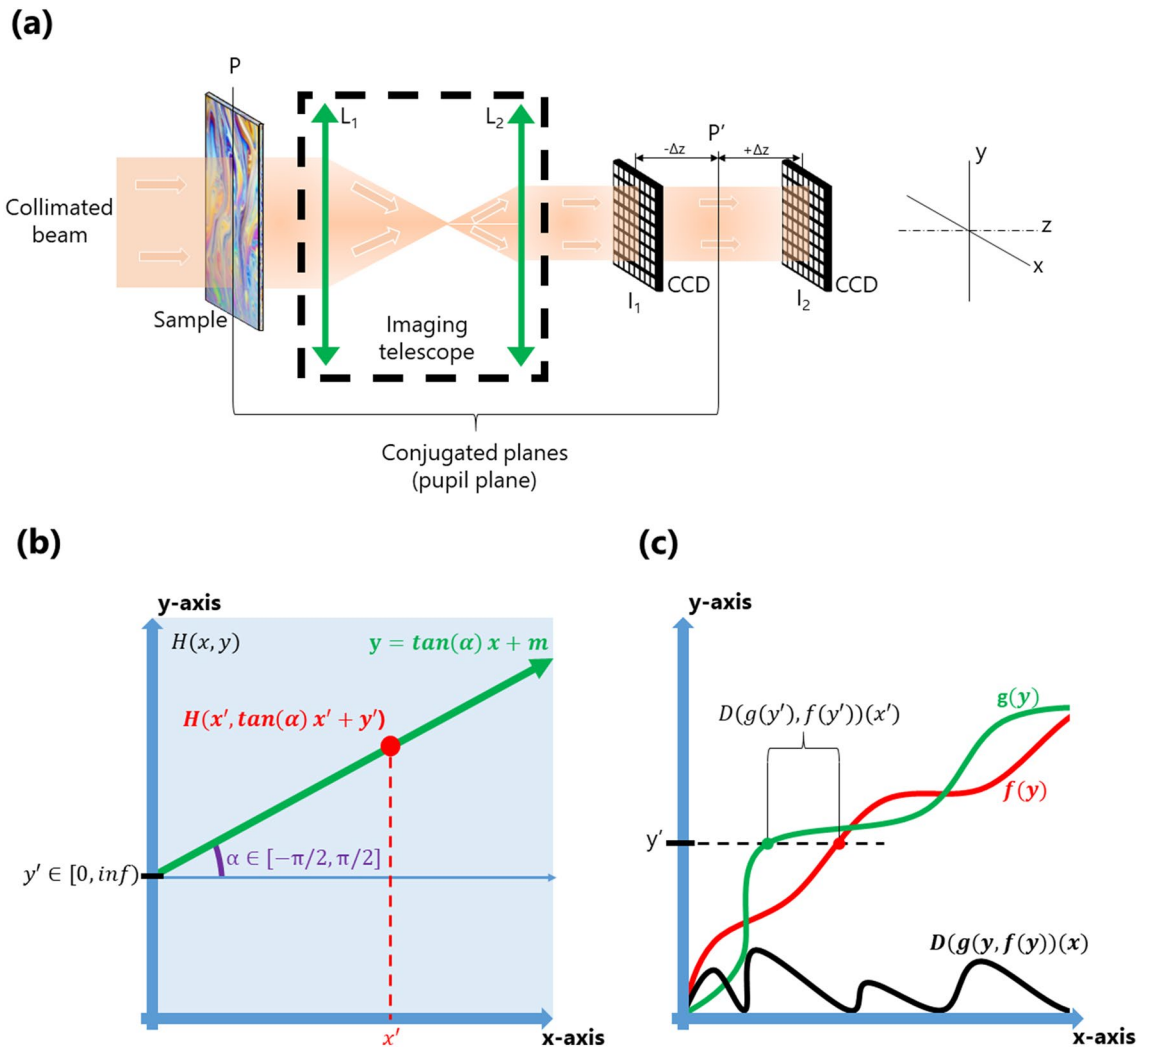 (a)
P
L1
L2
P′
-Δz
+Δz
y
z
x
Collimated
beam
Sample
Imaging
telescope
I1
CCD
I2
CCD
Conjugated planes
(pupil plane)
(b)
y-axis
H(x, y)
y = tan(α) x + m
H(x′, tan(α) x′ + y′)
α ∈ [−π/2, π/2]
y′ ∈ [0, inf)
x′
x-axis
(c)
y-axis
g(y)
D(g(y′), f(y′))(x′)
f(y)
y′
D(g(y, f(y))(x)
x-axis